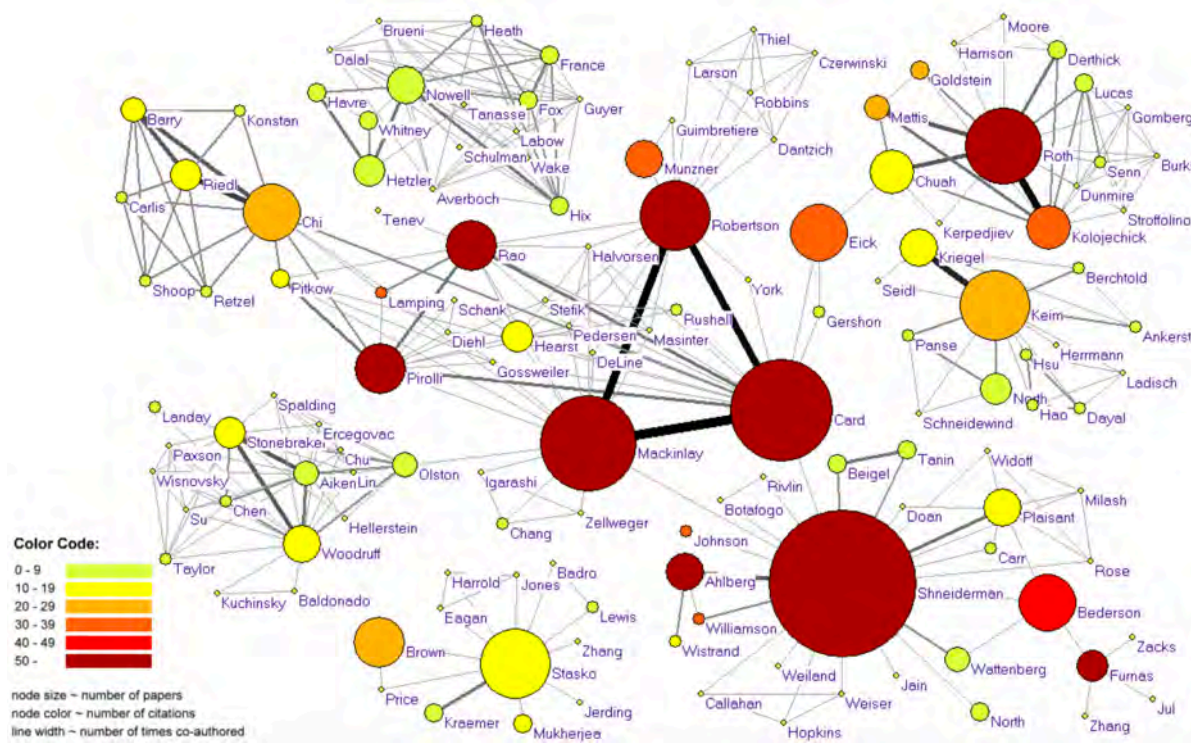 Brueni
Heath
Dalal
France
Nowell
Havre
Tanasse
Fox
Guyer
Whitney
Labow
Schulman
Wake
Hetzler
Averboch
Hix
Tenev
Thiel
Larson
Czerwinski
Robbins
Guimbretiere
Munzner
Dantzich
Robertson
Moore
Harrison
Derthick
Goldstein
Lucas
Mattis
Gomberg
Roth
Senn
Burks
Chuah
Dunmire
Stroffolino
Kerpedjiev
Kolojechick
Barry
Konstan
Riedl
Carlis
Chi
Shoop
Retzel
Pitkow
Rao
Lamping
Halvorsen
Eick
York
Gershon
Schank
Stefik
Rushall
Diehl
Hearst
Pedersen
Masinter
Gossweiler
DeLine
Pirolli
Card
Mackinlay
Kriegel
Berchtold
Seidl
Keim
Ankerst
Panse
Hsu
Herrmann
North
Ladisch
Hao
Dayal
Schneidewind
Spalding
Landay
Stonebraker
Ercegovac
Paxson
Chu
Wisnovsky
Aiken
Lin
Olston
Su
Chen
Hellerstein
Woodruff
Taylor
Kuchinsky
Baldonado
Igarashi
Chang
Zellweger
Beigel
Tanin
Rivlin
Widoff
Botafogo
Milash
Doan
Plaisant
Johnson
Carr
Rose
Ahlberg
Shneiderman
Bederson
Williamson
Wistrand
Wattenberg
Zacks
Furnas
Weiland
Jain
Callahan
Weiser
Hopkins
North
Zhang
Jul
Harrold
Jones
Badro
Eagan
Lewis
Brown
Zhang
Stasko
Price
Jerding
Kraemer
Mukherjea
Color Code:
0 - 9
10 - 19
20 - 29
30 - 39
40 - 49
50 -
node size ~ number of papers
node color ~ number of citations
line width ~ number of times co-authored